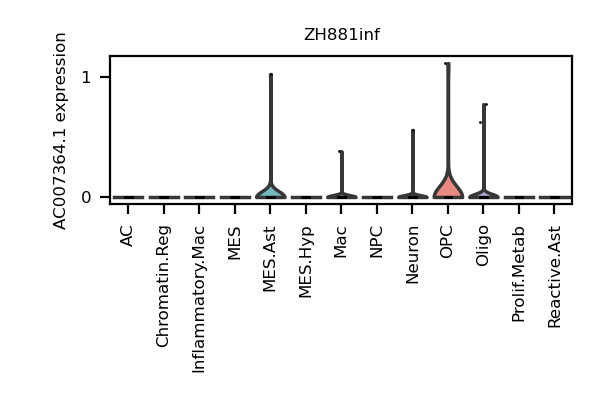 ZH881inf
AC007364.1 expression
1
0
AC
Chromatin.Reg
Inflammatory.Mac
MES
MES.Ast
MES.Hyp
Mac
NPC
Neuron
OPC
Oligo
Prolif.Metab
Reactive.Ast